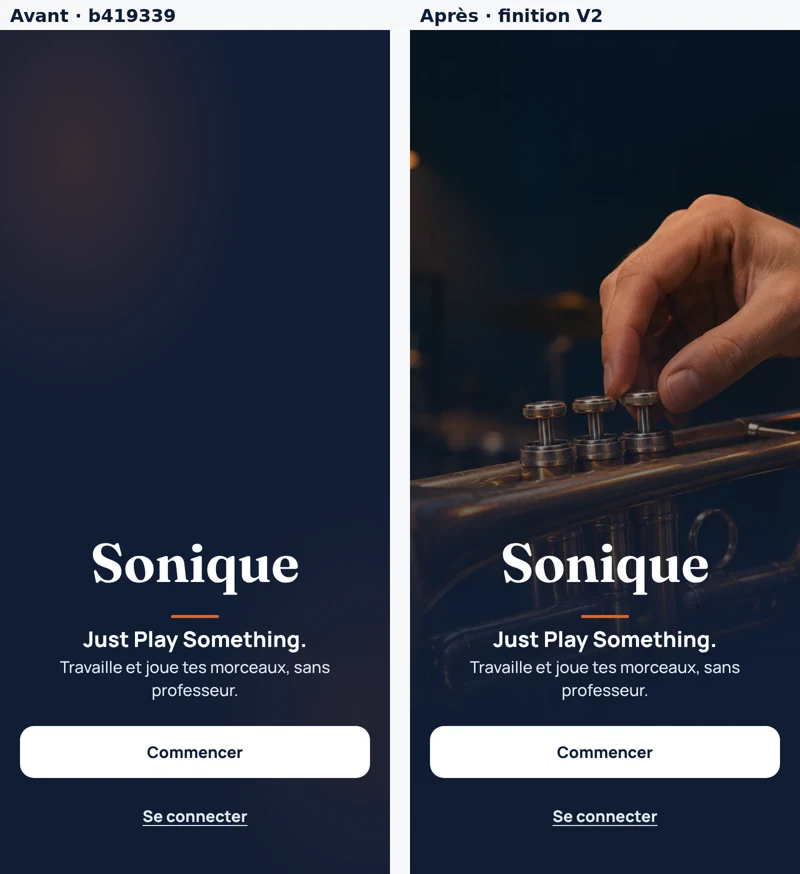 Avant · b419339
Sonique
Just Play Something.
Travaille et joue tes morceaux, sans
professeur.
Commencer
Se connecter
Après · finition V2
Sonique
Just Play Something.
Travaille et joue tes morceaux, sans
professeur.
Commencer
Se connecter